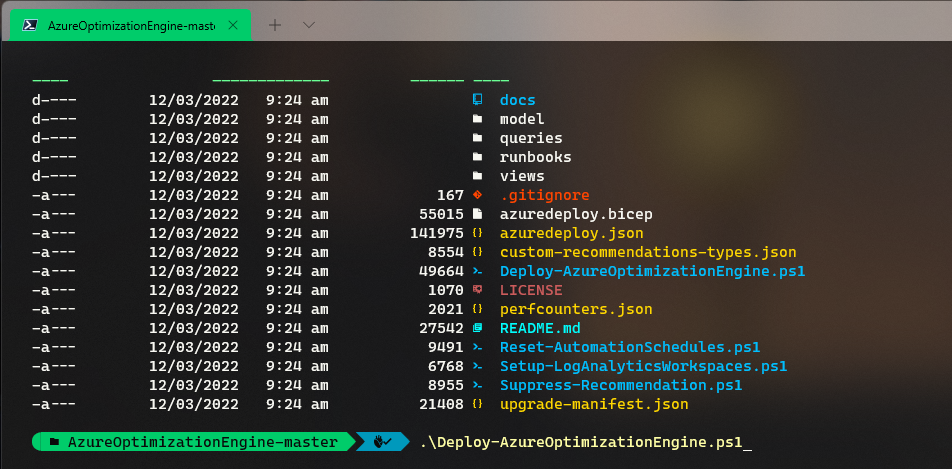 AzureOptimizationEngine-mast
---- ------------- ------ ----
d---- 12/03/2022 9:24 am docs
d---- 12/03/2022 9:24 am model
d---- 12/03/2022 9:24 am queries
d---- 12/03/2022 9:24 am runbooks
d---- 12/03/2022 9:24 am views
-a--- 12/03/2022 9:24 am 167 .gitignore
-a--- 12/03/2022 9:24 am 55015 azuredeploy.bicep
-a--- 12/03/2022 9:24 am 141975 azuredeploy.json
-a--- 12/03/2022 9:24 am 8554 custom-recommendations-types.json
-a--- 12/03/2022 9:24 am 49664 Deploy-AzureOptimizationEngine.ps1
-a--- 12/03/2022 9:24 am 1070 LICENSE
-a--- 12/03/2022 9:24 am 2021 perfcounters.json
-a--- 12/03/2022 9:24 am 27542 README.md
-a--- 12/03/2022 9:24 am 9491 Reset-AutomationSchedules.ps1
-a--- 12/03/2022 9:24 am 6768 Setup-LogAnalyticsWorkspaces.ps1
-a--- 12/03/2022 9:24 am 8955 Suppress-Recommendation.ps1
-a--- 12/03/2022 9:24 am 21408 upgrade-manifest.json
AzureOptimizationEngine-master .\Deploy-AzureOptimizationEngine.ps1_